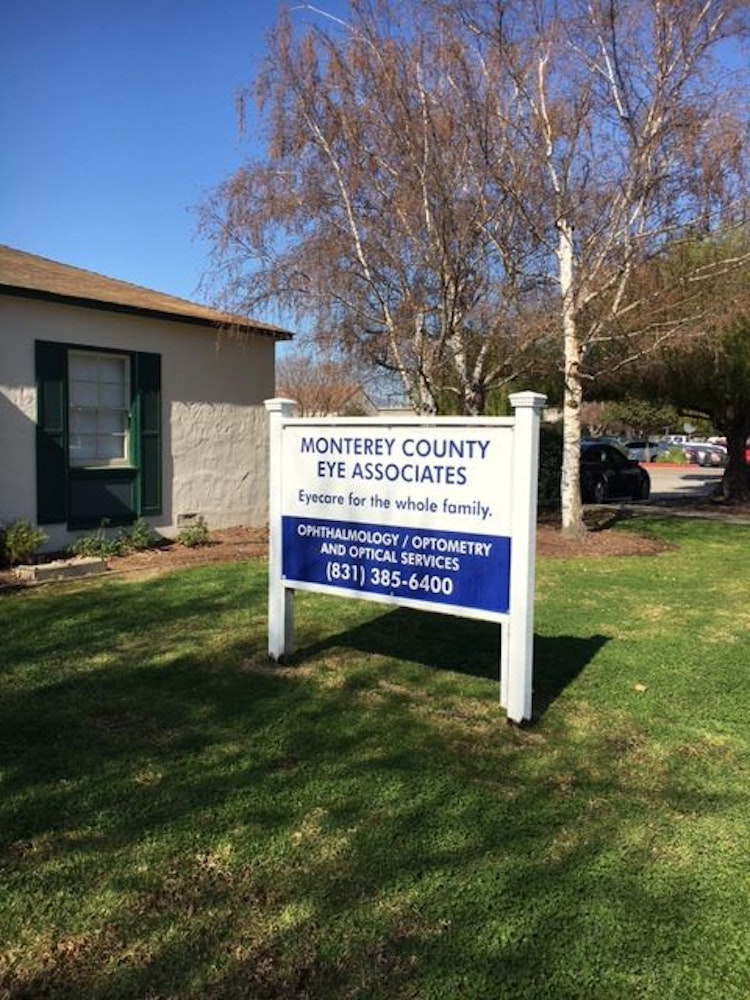 MONTEREY COUNTY
EYE ASSOCIATES
Eyecare for the whole family.
OPHTHALMOLOGY / OPTOMETRY
AND OPTICAL SERVICES
(831) 385-6400